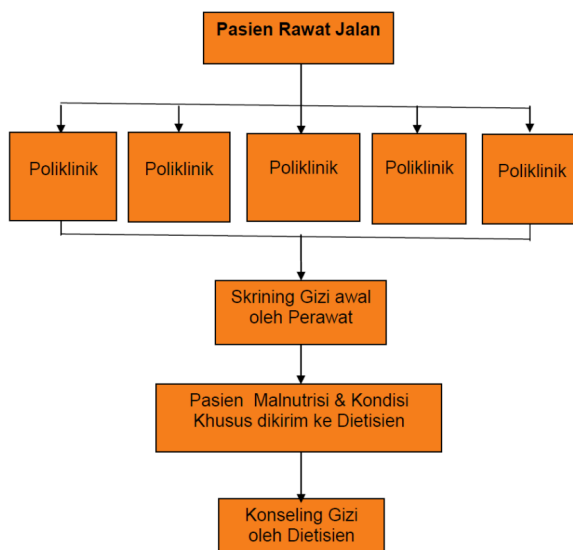 Pasien Rawat Jalan
Poliklinik
Poliklinik
Poliklinik
Poliklinik
Poliklinik
Skrining Gizi awal
oleh Perawat
Pasien Malnutrisi & Kondisi
Khusus dikirim ke Dietisien
Konseling Gizi
oleh Dietisien